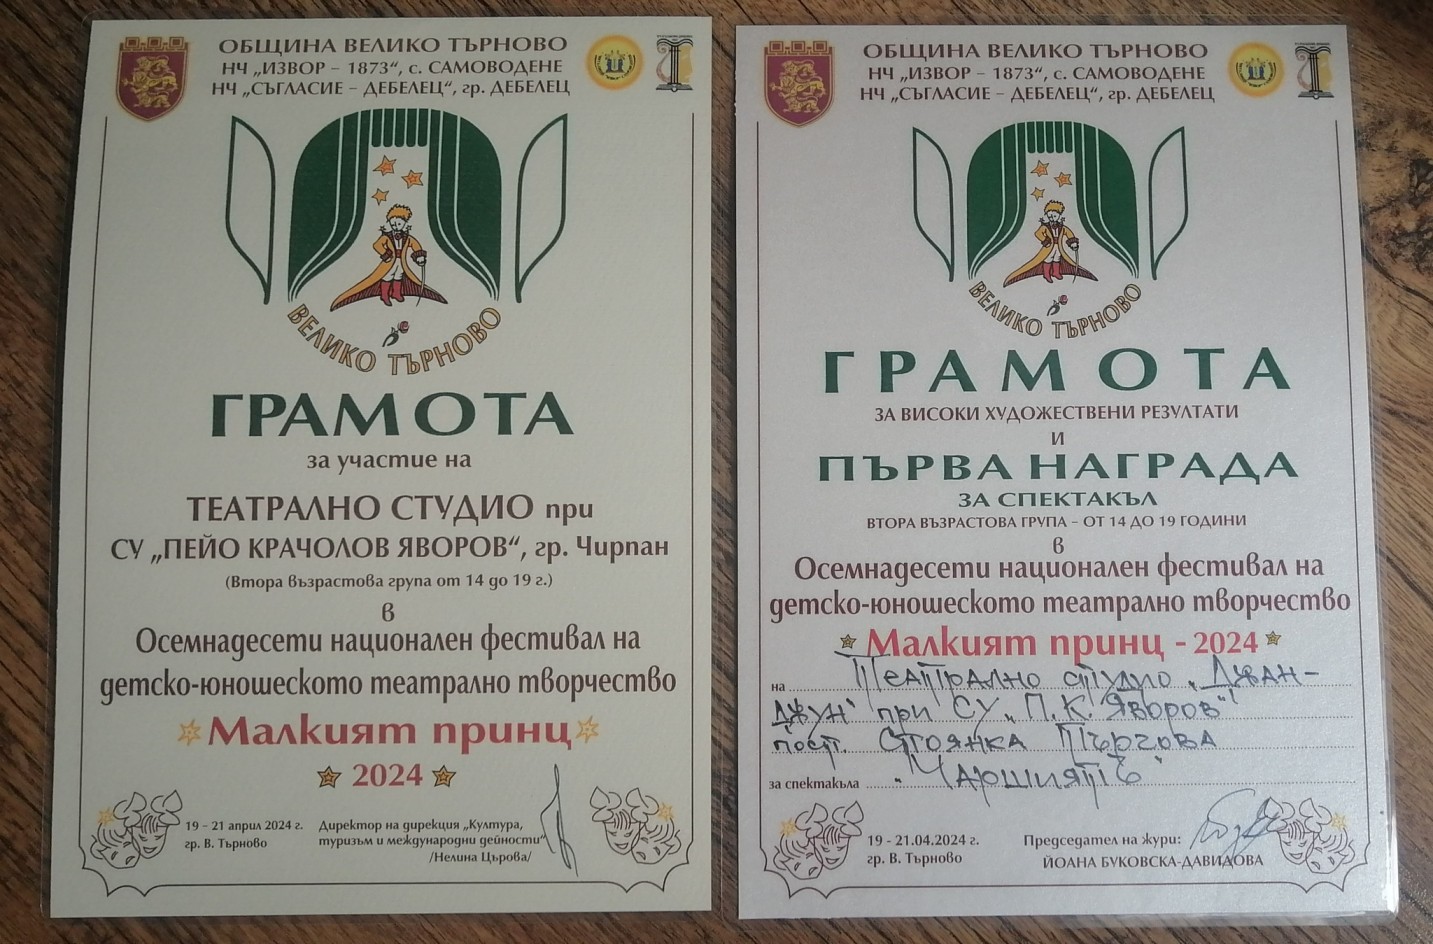 ОБЩИНА ВЕЛИКО ТЪРНОВО
НЧ „ИЗВОР – 1873“, с. САМОВОДЕНЕ
НЧ „СЪГЛАСИЕ – ДЕБЕЛЕЦ“, гр. ДЕБЕЛЕЦ
ВЕЛИКО ТЪРНОВО
ГРАМОТА
за участие на
ТЕАТРАЛНО СТУДИО при
СУ „ПЕЙО КРАЧОЛОВ ЯВОРОВ“, гр. Чирпан
(Втора възрастова група от 14 до 19 г.)
в
Осемнадесети национален фестивал на
детско-юношеското театрално творчество
Малкият принц
2024
19 – 21 април 2024 г.
гр. В. Търново
Директор на дирекция „Култура,
туризъм и международни дейности“
/Нелина Църова/
ОБЩИНА ВЕЛИКО ТЪРНОВО
НЧ „ИЗВОР – 1873“, с. САМОВОДЕНЕ
НЧ „СЪГЛАСИЕ – ДЕБЕЛЕЦ“, гр. ДЕБЕЛЕЦ
ВЕЛИКО ТЪРНОВО
ГРАМОТА
ЗА ВИСОКИ ХУДОЖЕСТВЕНИ РЕЗУЛТАТИ
И
ПЪРВА НАГРАДА
ЗА СПЕКТАКЪЛ
ВТОРА ВЪЗРАСТОВА ГРУПА – ОТ 14 ДО 19 ГОДИНИ
в
Осемнадесети национален фестивал на
детско-юношеското театрално творчество
Малкият принц - 2024
на Театрално студио „Джан-
Джун“ при СУ „П. К. Яворов“
пост. Стоянка Търгова
за спектакъла „Чаршиятъ“
19 - 21.04.2024 г.
гр. В. Търново
Председател на жури:
ЙОАНА БУКОВСКА-ДАВИДОВА